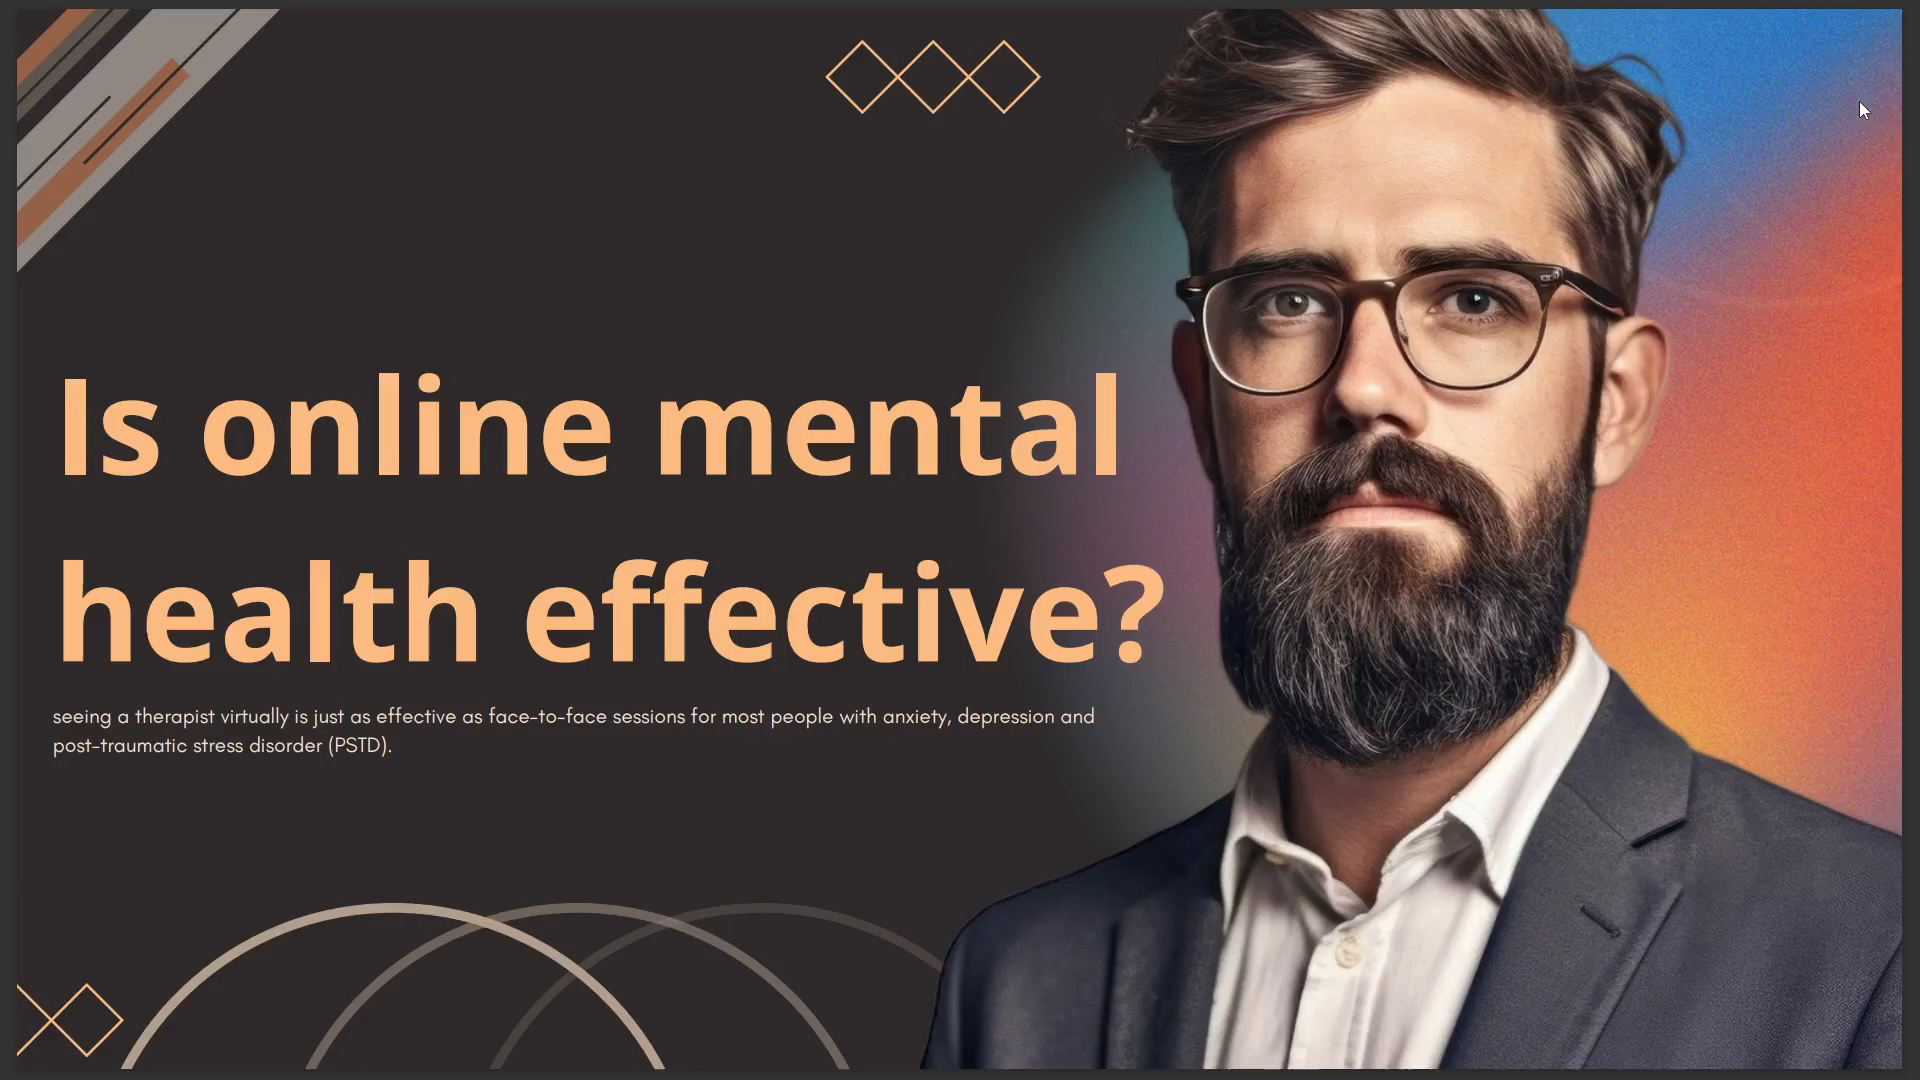 Is online mental
health effective?
seeing a therapist virtually is just as effective as face-to-face sessions for most people with anxiety, depression and
post-traumatic stress disorder (PSTD).